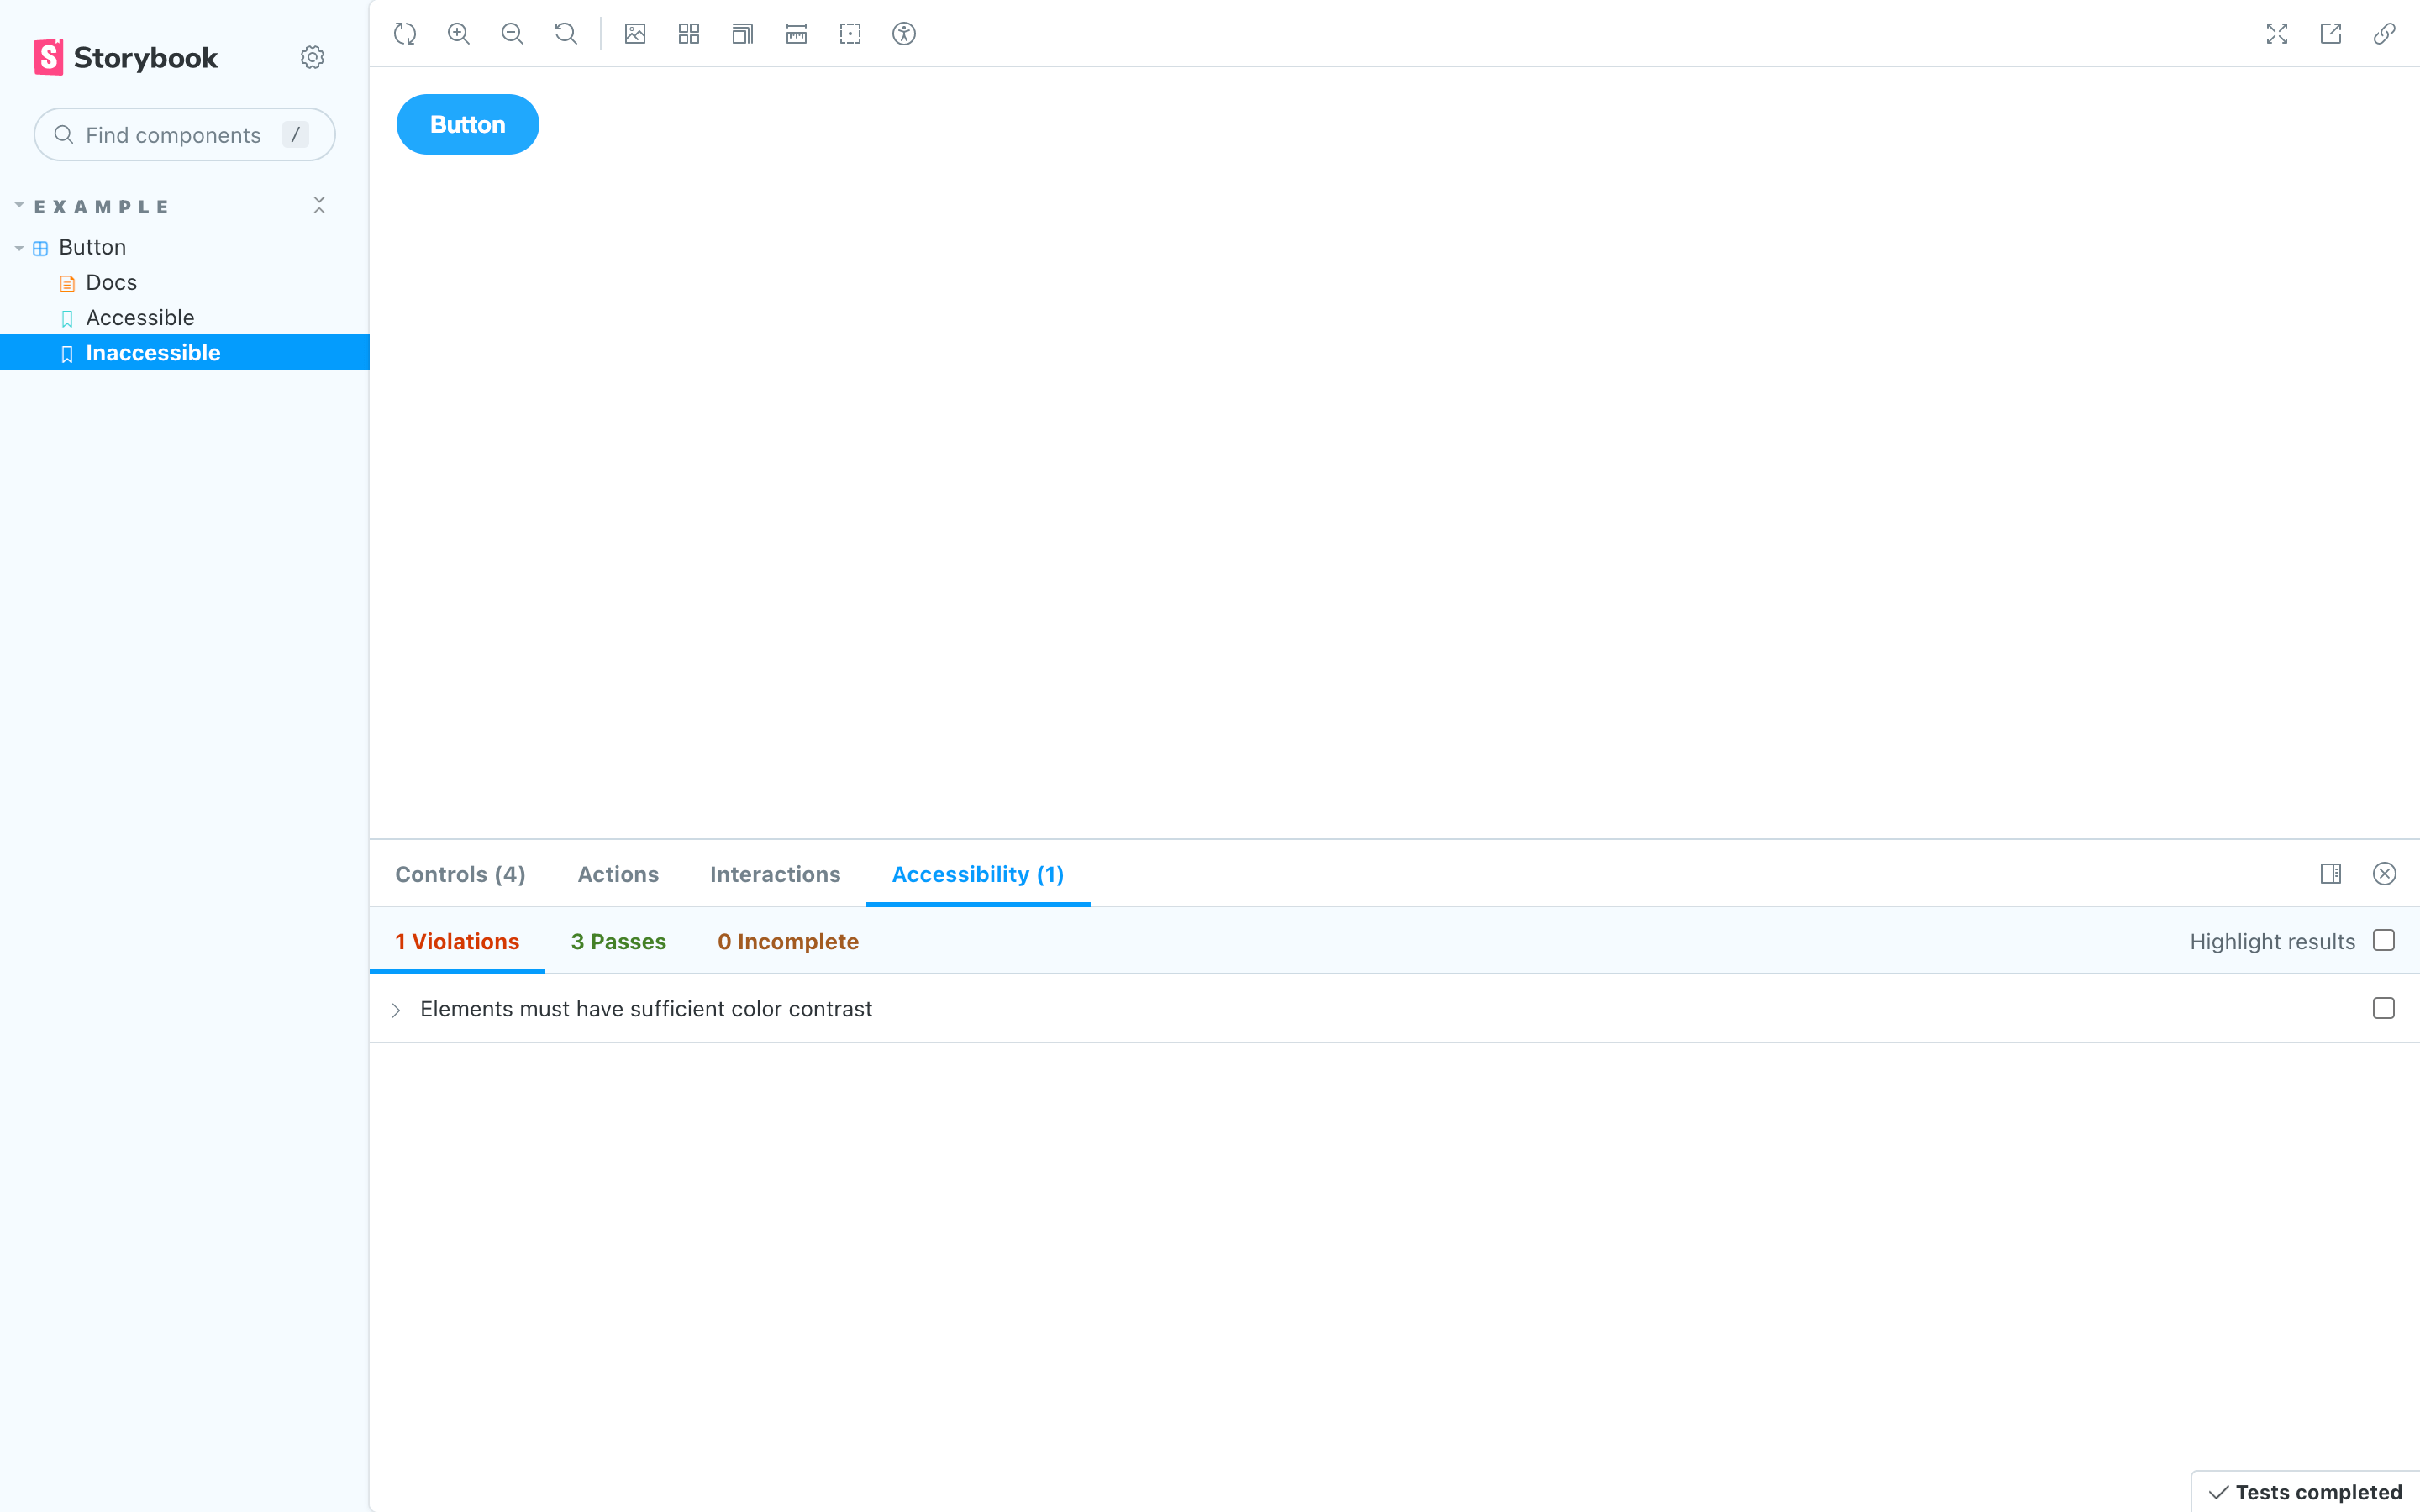 Storybook
Find components /
EXAMPLE
Button
Docs
Accessible
Inaccessible
Button
Controls (4) Actions Interactions Accessibility (1)
1 Violations 3 Passes 0 Incomplete Highlight results
Elements must have sufficient color contrast
Tests completed